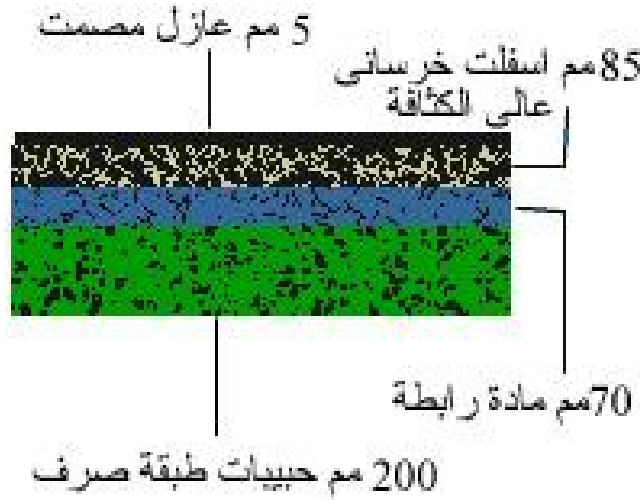 5 مم عازل مصمت
85مم اسفلت خرسانى
عالى الكثافة
70مم مادة رابطة
200 مم حبيبات طبقة صرف